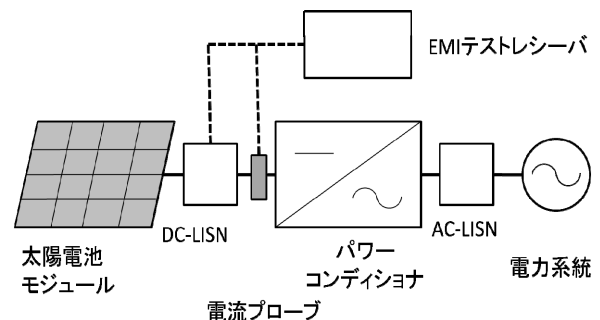 EMIテストレシーバ
DC-LISN
AC-LISN
太陽電池
モジュール
パワー
コンディショナ
電力系統
電流プローブ